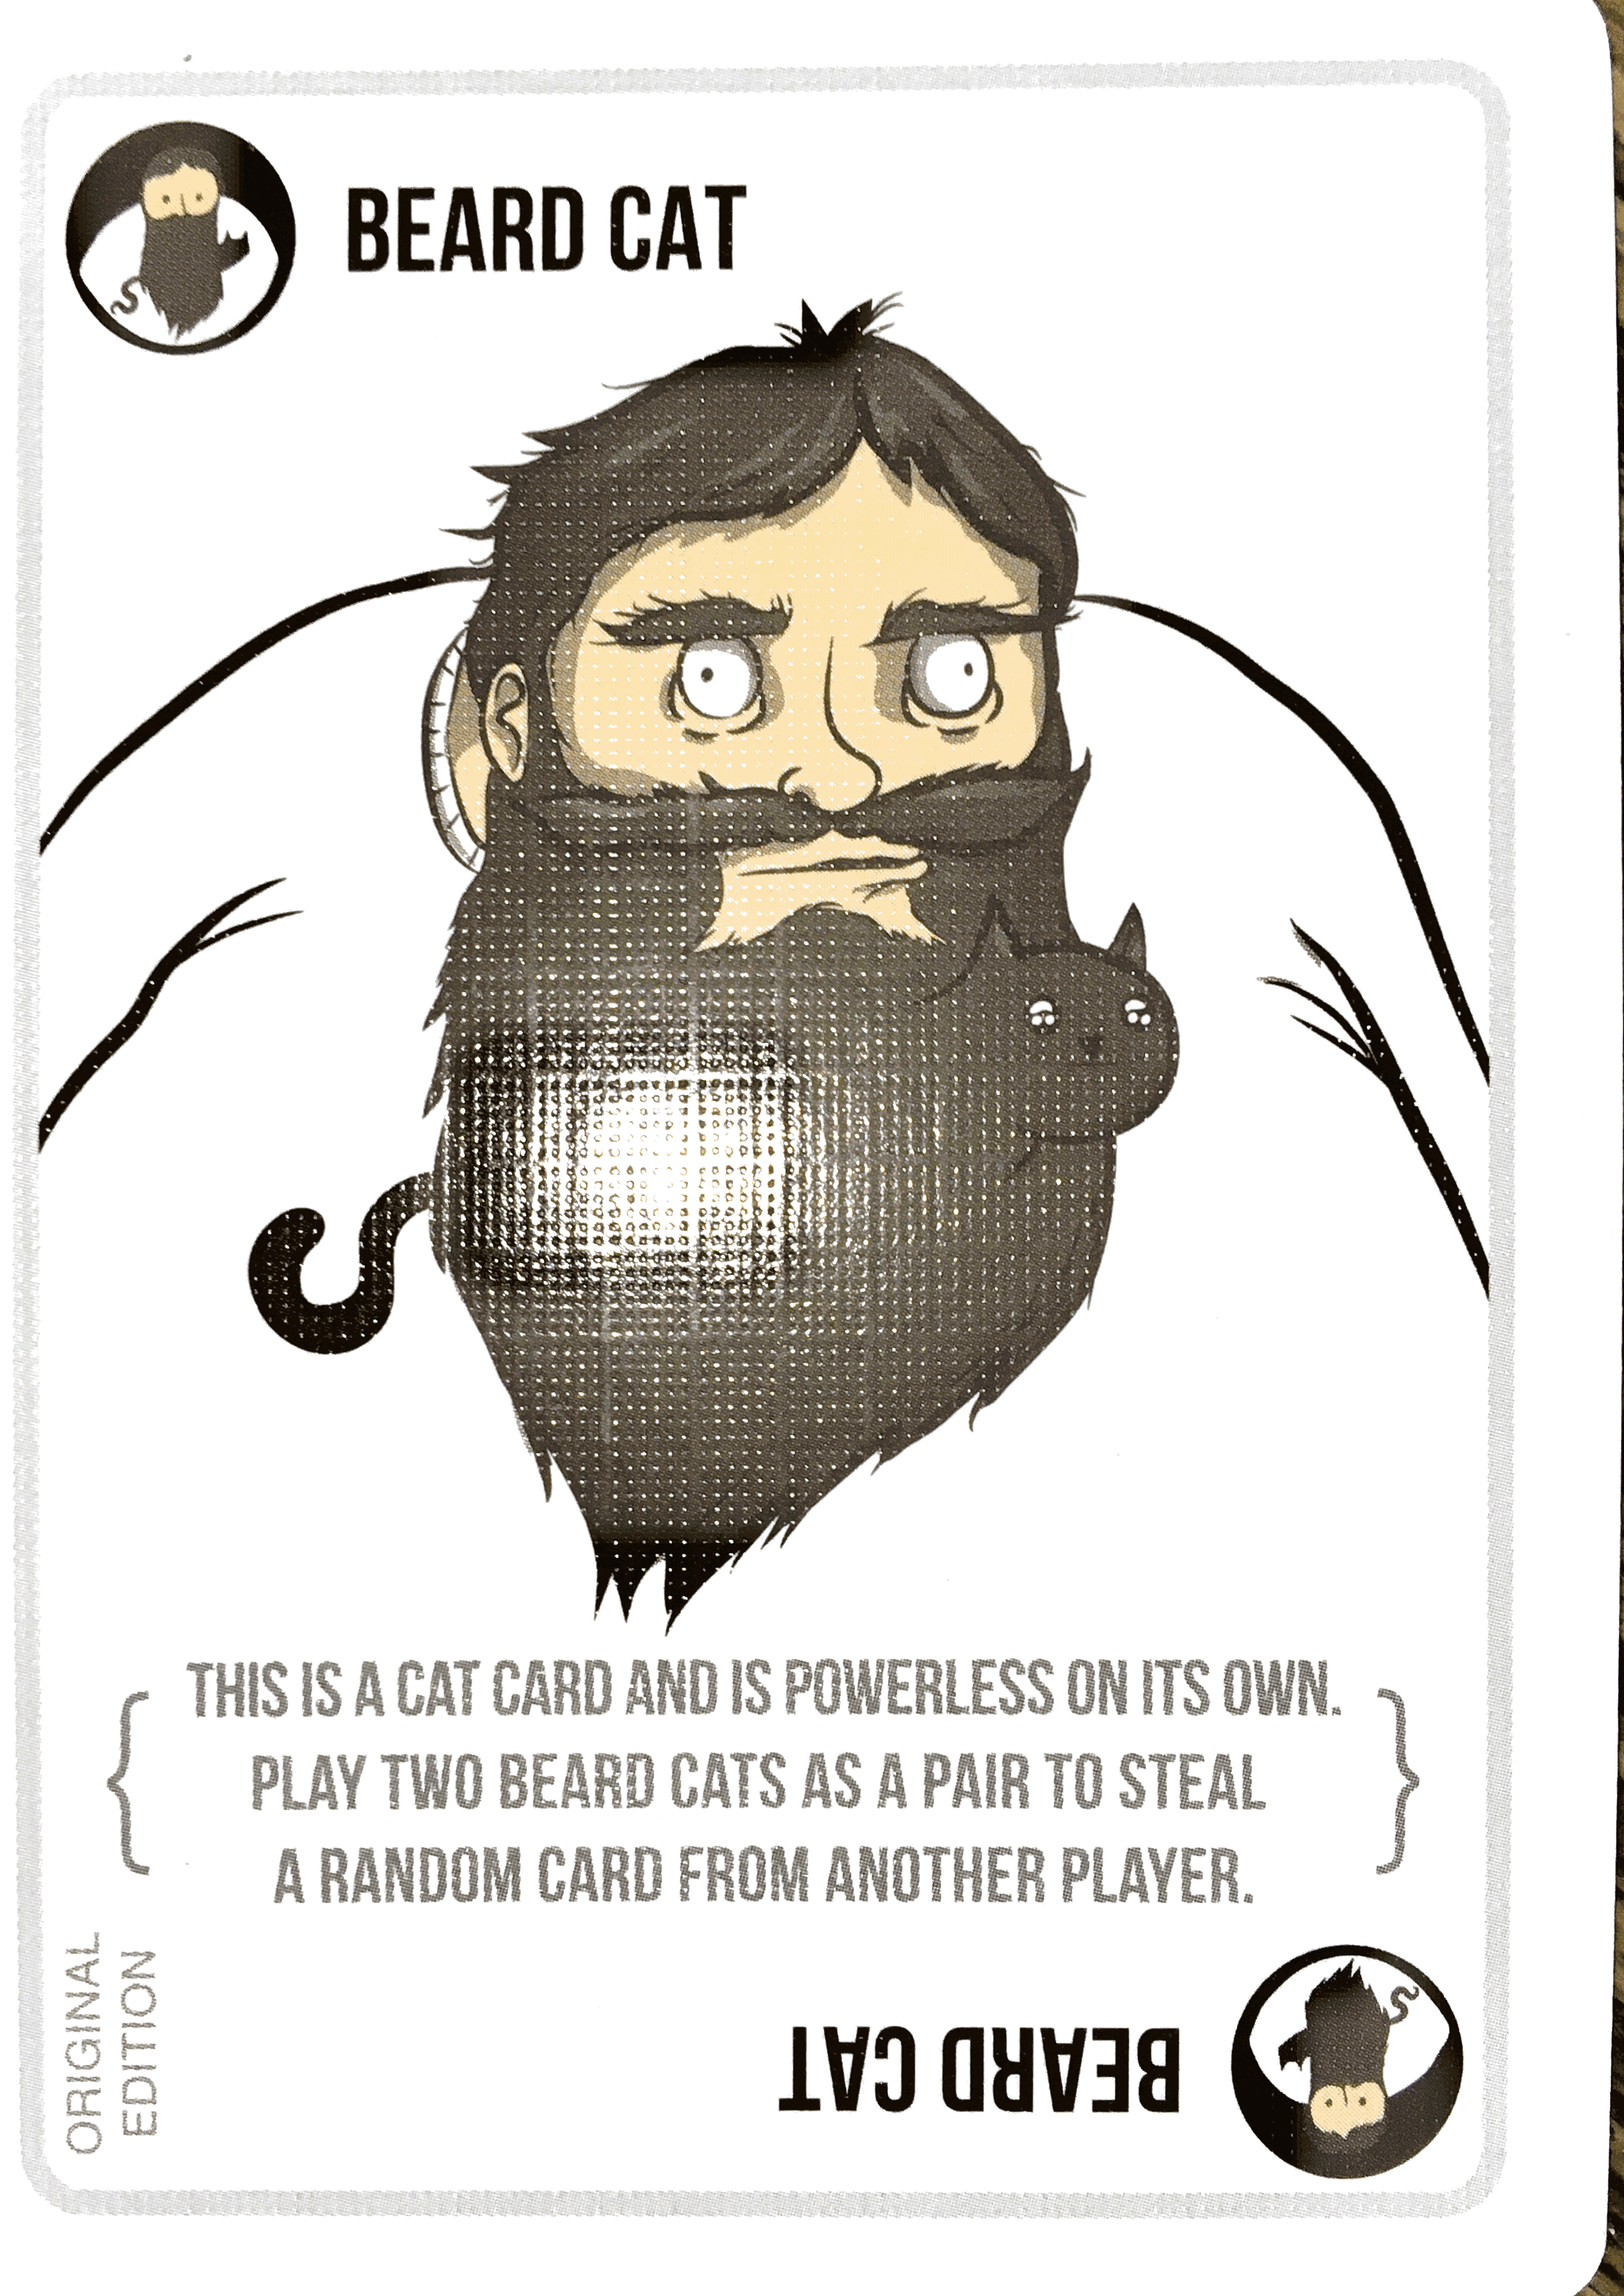 BEARD CAT
THIS IS A CAT CARD AND IS POWERLESS ON ITS OWN.
PLAY TWO BEARD CATS AS A PAIR TO STEAL
A RANDOM CARD FROM ANOTHER PLAYER.
ORIGINAL
EDITION
BEARD CAT